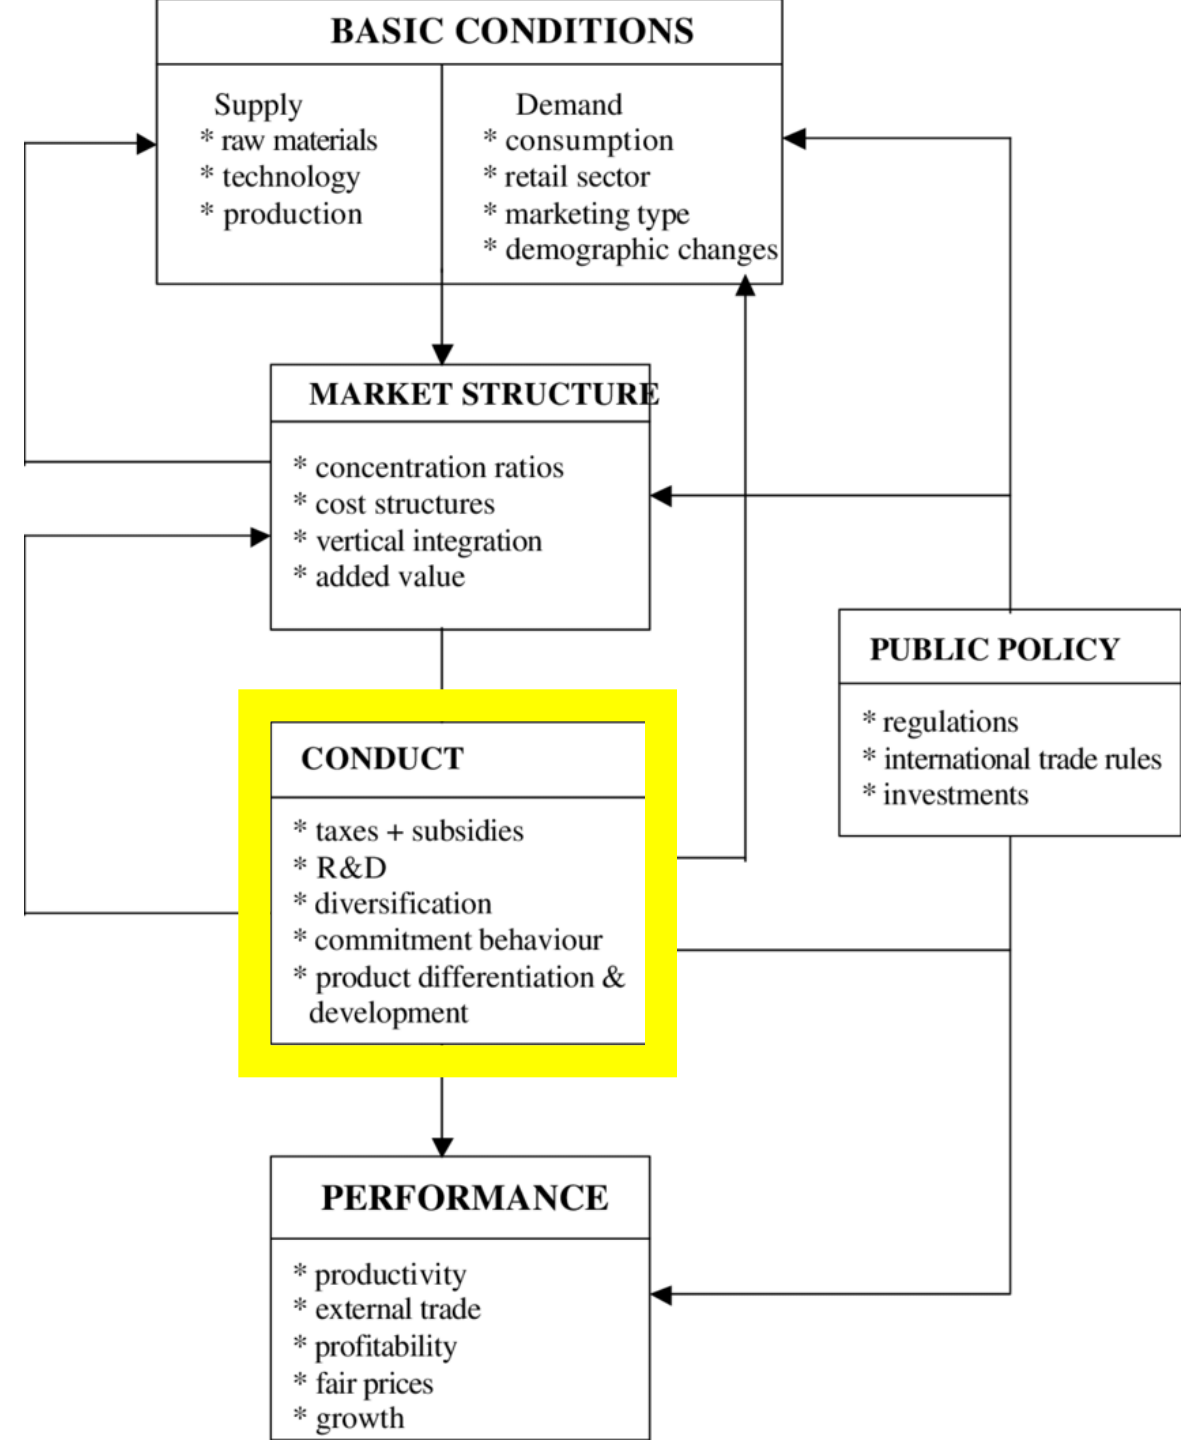 BASIC CONDITIONS
Supply
* raw materials
* technology
* production
Demand
* consumption
* retail sector
* marketing type
* demographic changes
MARKET STRUCTURE
* concentration ratios
* cost structures
* vertical integration
* added value
PUBLIC POLICY
* regulations
* international trade rules
* investments
CONDUCT
* taxes + subsidies
* R&D
* diversification
* commitment behaviour
* product differentiation &
development
PERFORMANCE
* productivity
* external trade
* profitability
* fair prices
* growth